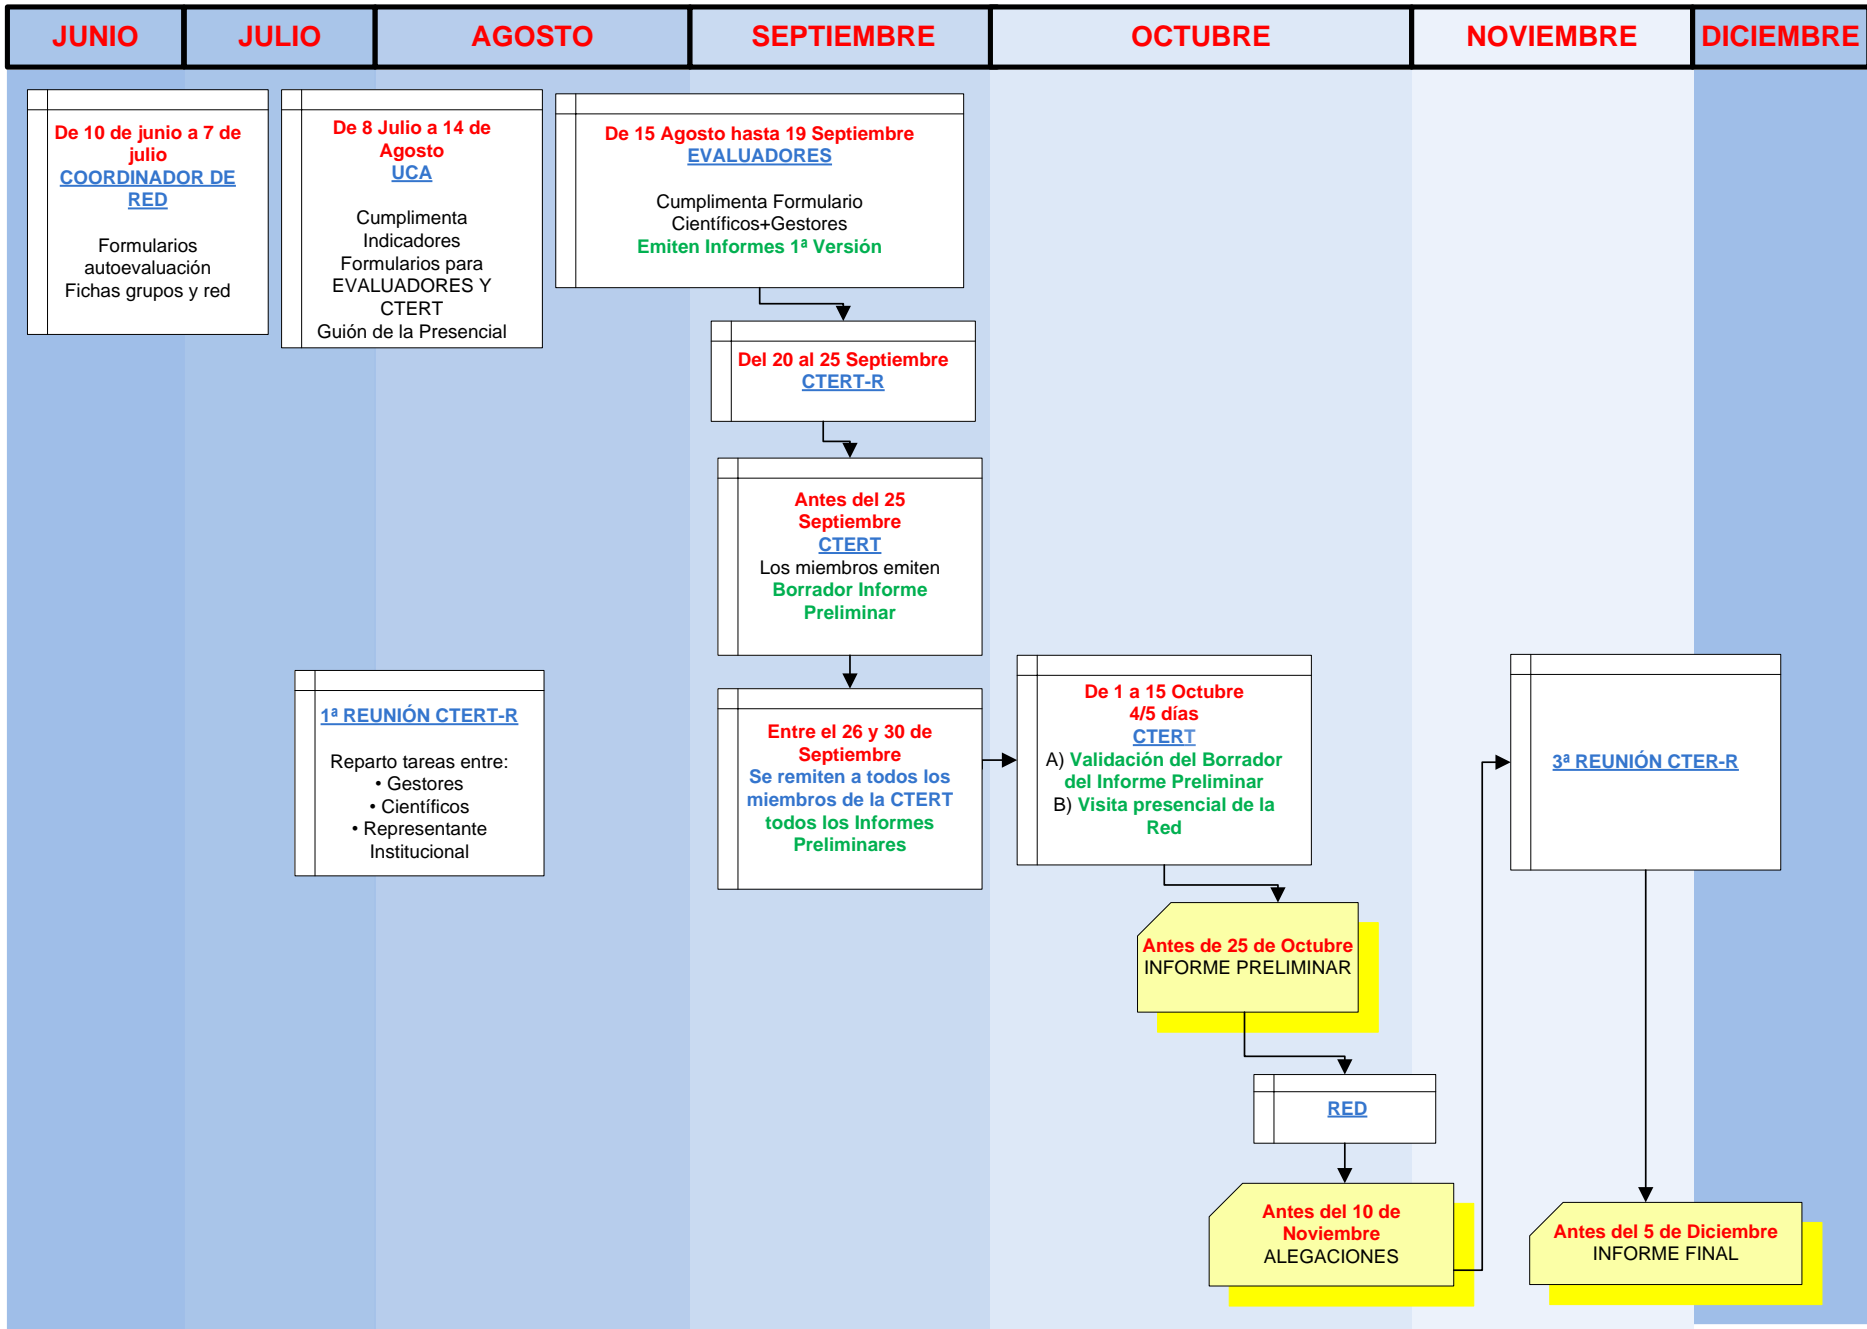 JUNIO
JULIO
AGOSTO
SEPTIEMBRE
OCTUBRE
NOVIEMBRE
DICIEMBRE
De 10 de junio a 7 de
julio
COORDINADOR DE
RED
Formularios
autoevaluación
Fichas grupos y red
De 8 Julio a 14 de
Agosto
UCA
Cumplimenta
Indicadores
Formularios para
EVALUADORES Y
CTERT
Guión de la Presencial
De 15 Agosto hasta 19 Septiembre
EVALUADORES
Cumplimenta Formulario
Científicos+Gestores
Emiten Informes 1ª Versión
Del 20 al 25 Septiembre
CTERT-R
Antes del 25
Septiembre
CTERT
Los miembros emiten
Borrador Informe
Preliminar
1ª REUNIÓN CTERT-R
Reparto tareas entre:
• Gestores
• Científicos
• Representante
Institucional
Entre el 26 y 30 de
Septiembre
Se remiten a todos los
miembros de la CTERT
todos los Informes
Preliminares
De 1 a 15 Octubre
4/5 días
CTERT
A) Validación del Borrador
del Informe Preliminar
B) Visita presencial de la
Red
3ª REUNIÓN CTER-R
Antes de 25 de Octubre
INFORME PRELIMINAR
RED
Antes del 10 de
Noviembre
ALEGACIONES
Antes del 5 de Diciembre
INFORME FINAL